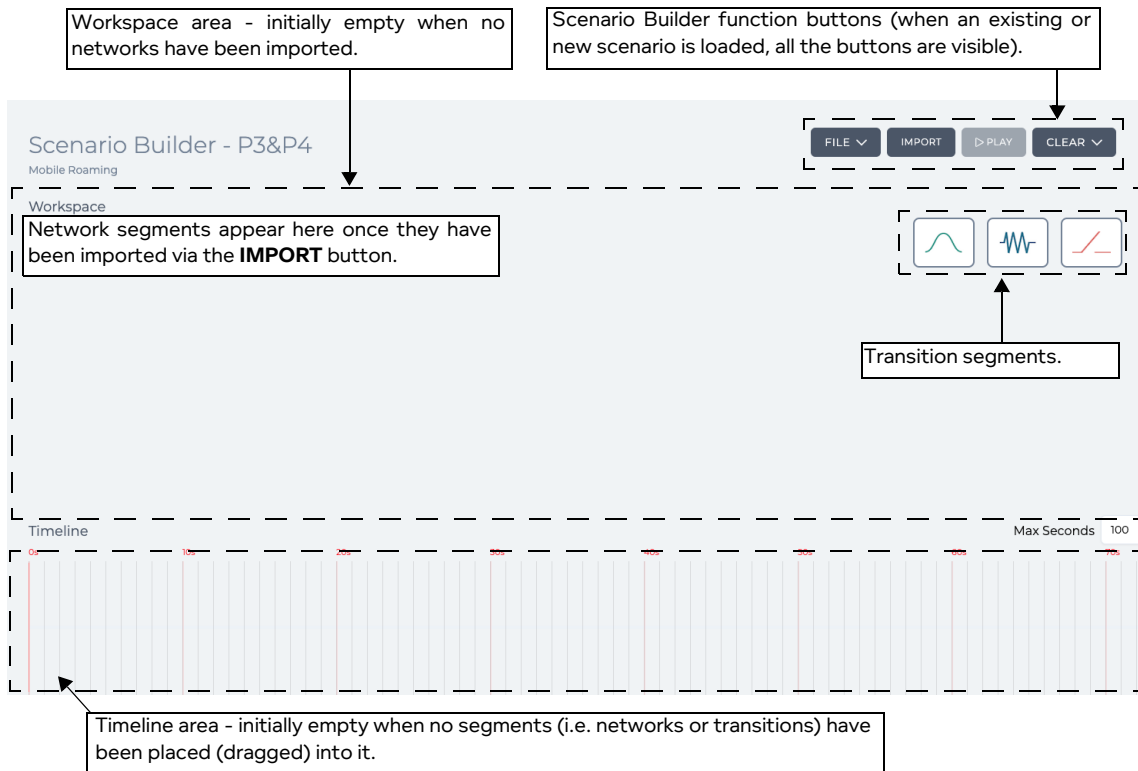 Workspace area - initially empty when no
networks have been imported.
Scenario Builder function buttons (when an existing or
new scenario is loaded, all the buttons are visible).
Scenario Builder - P3&P4
Mobile Roaming
FILE
IMPORT
PLAY
CLEAR
Workspace
Network segments appear here once they have
been imported via the IMPORT button.
Transition segments.
Timeline
Max Seconds 100
0s 10s 20s 30s 40s 50s 60s 70s
Timeline area - initially empty when no segments (i.e. networks or transitions) have
been placed (dragged) into it.